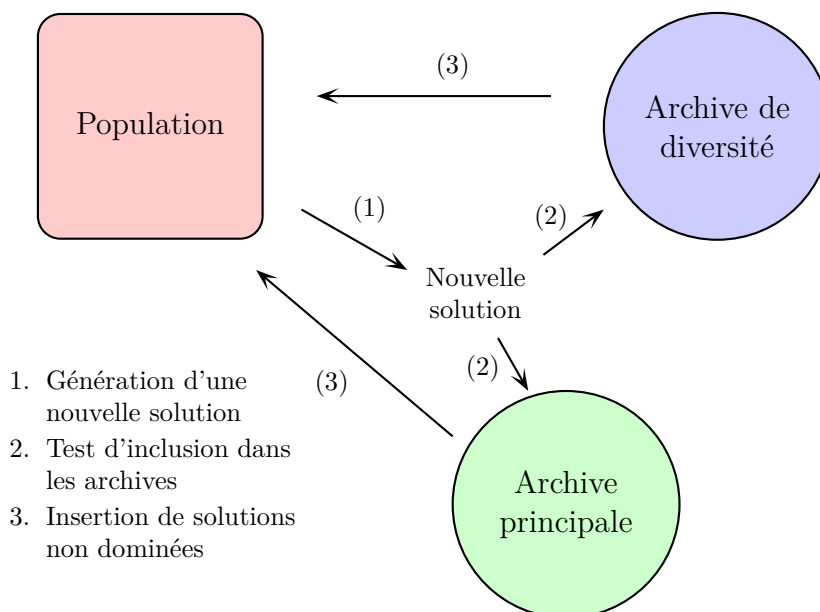 (3)
Population
Archive de
diversité
(1)
(2)
Nouvelle
solution
(2)
(3)
1. Génération d'une
nouvelle solution
2. Test d'inclusion dans
les archives
3. Insertion de solutions
non dominées
Archive
principale